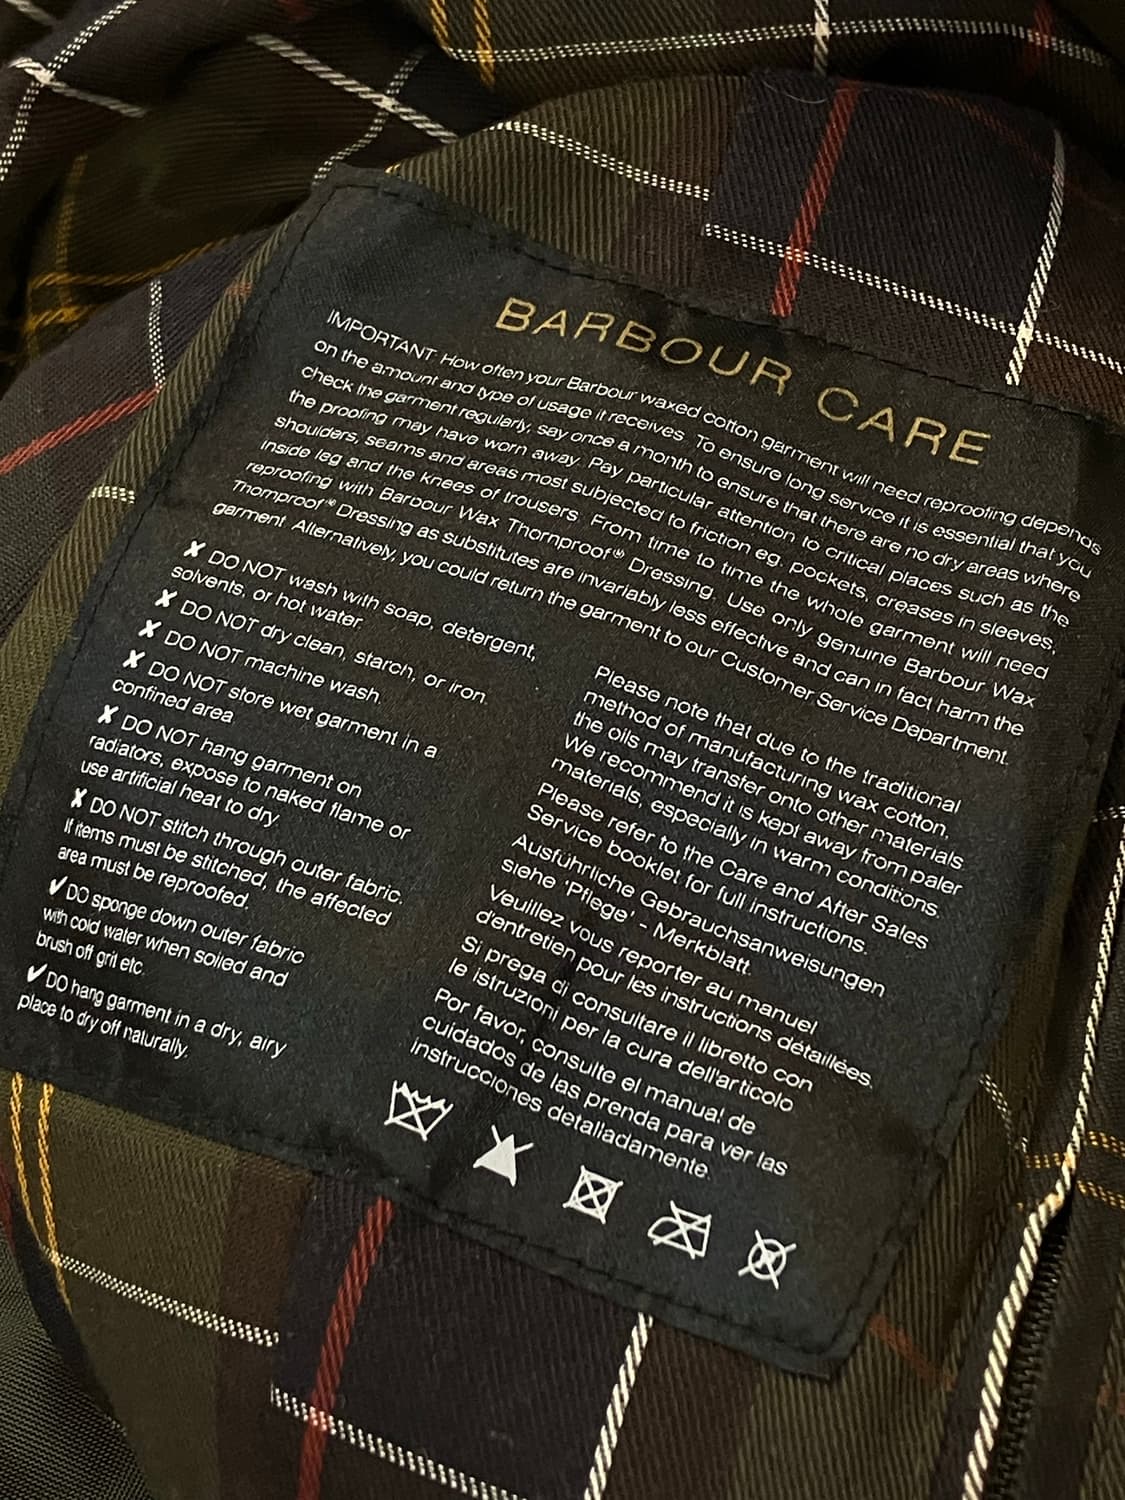 BARBOUR CARE
IMPORTANT How often your Barbour waxed cotton garment will need reproofing depends
on the amount and type of usage it receives. To ensure long service it is essential that you
check the garment regularly, say once a month to ensure that there are no dry areas where
the proofing may have worn away. Pay particular attention to critical places such as the
shoulders, seams and areas most subjected to friction eg. pockets, creases in sleeves,
inside leg and the knees of trousers. From time to time the whole garment will need
reproofing with Barbour Wax Thornproof® Dressing. Use only genuine Barbour Wax
Thornproof® Dressing as substitutes are invariably less effective and can in fact harm the
garment Alternatively, you could return the garment to our Customer Service Department.
✘ DO NOT wash with soap, detergent,
solvents, or hot water
✘ DO NOT dry clean, starch, or iron.
✘ DO NOT machine wash.
✘ DO NOT store wet garment in a
confined area
✘ DO NOT hang garment on
radiators, expose to naked flame or
use artificial heat to dry.
✘ DO NOT stitch through outer fabric.
If items must be stitched, the affected
area must be reproofed.
✔ DO sponge down outer fabric
with cold water when soiled and
brush off grit etc.
✔ DO hang garment in a dry, airy
place to dry off naturally.
Please note that due to the traditional
method of manufacturing wax cotton,
the oils may transfer onto other materials
We recommend it is kept away from paler
materials, especially in warm conditions.
Please refer to the Care and After Sales
Service booklet for full instructions.
Ausführliche Gebrauchsanweisungen
siehe 'Pflege' - Merkblatt.
Veuillez vous reporter au manuel
d'entretien pour les instructions détaillées.
Si prega di consultare il libretto con
le istruzioni per la cura dell'articolo
Por favor, consulte el manual de
cuidados de las prenda para ver las
instrucciones detalladamente.